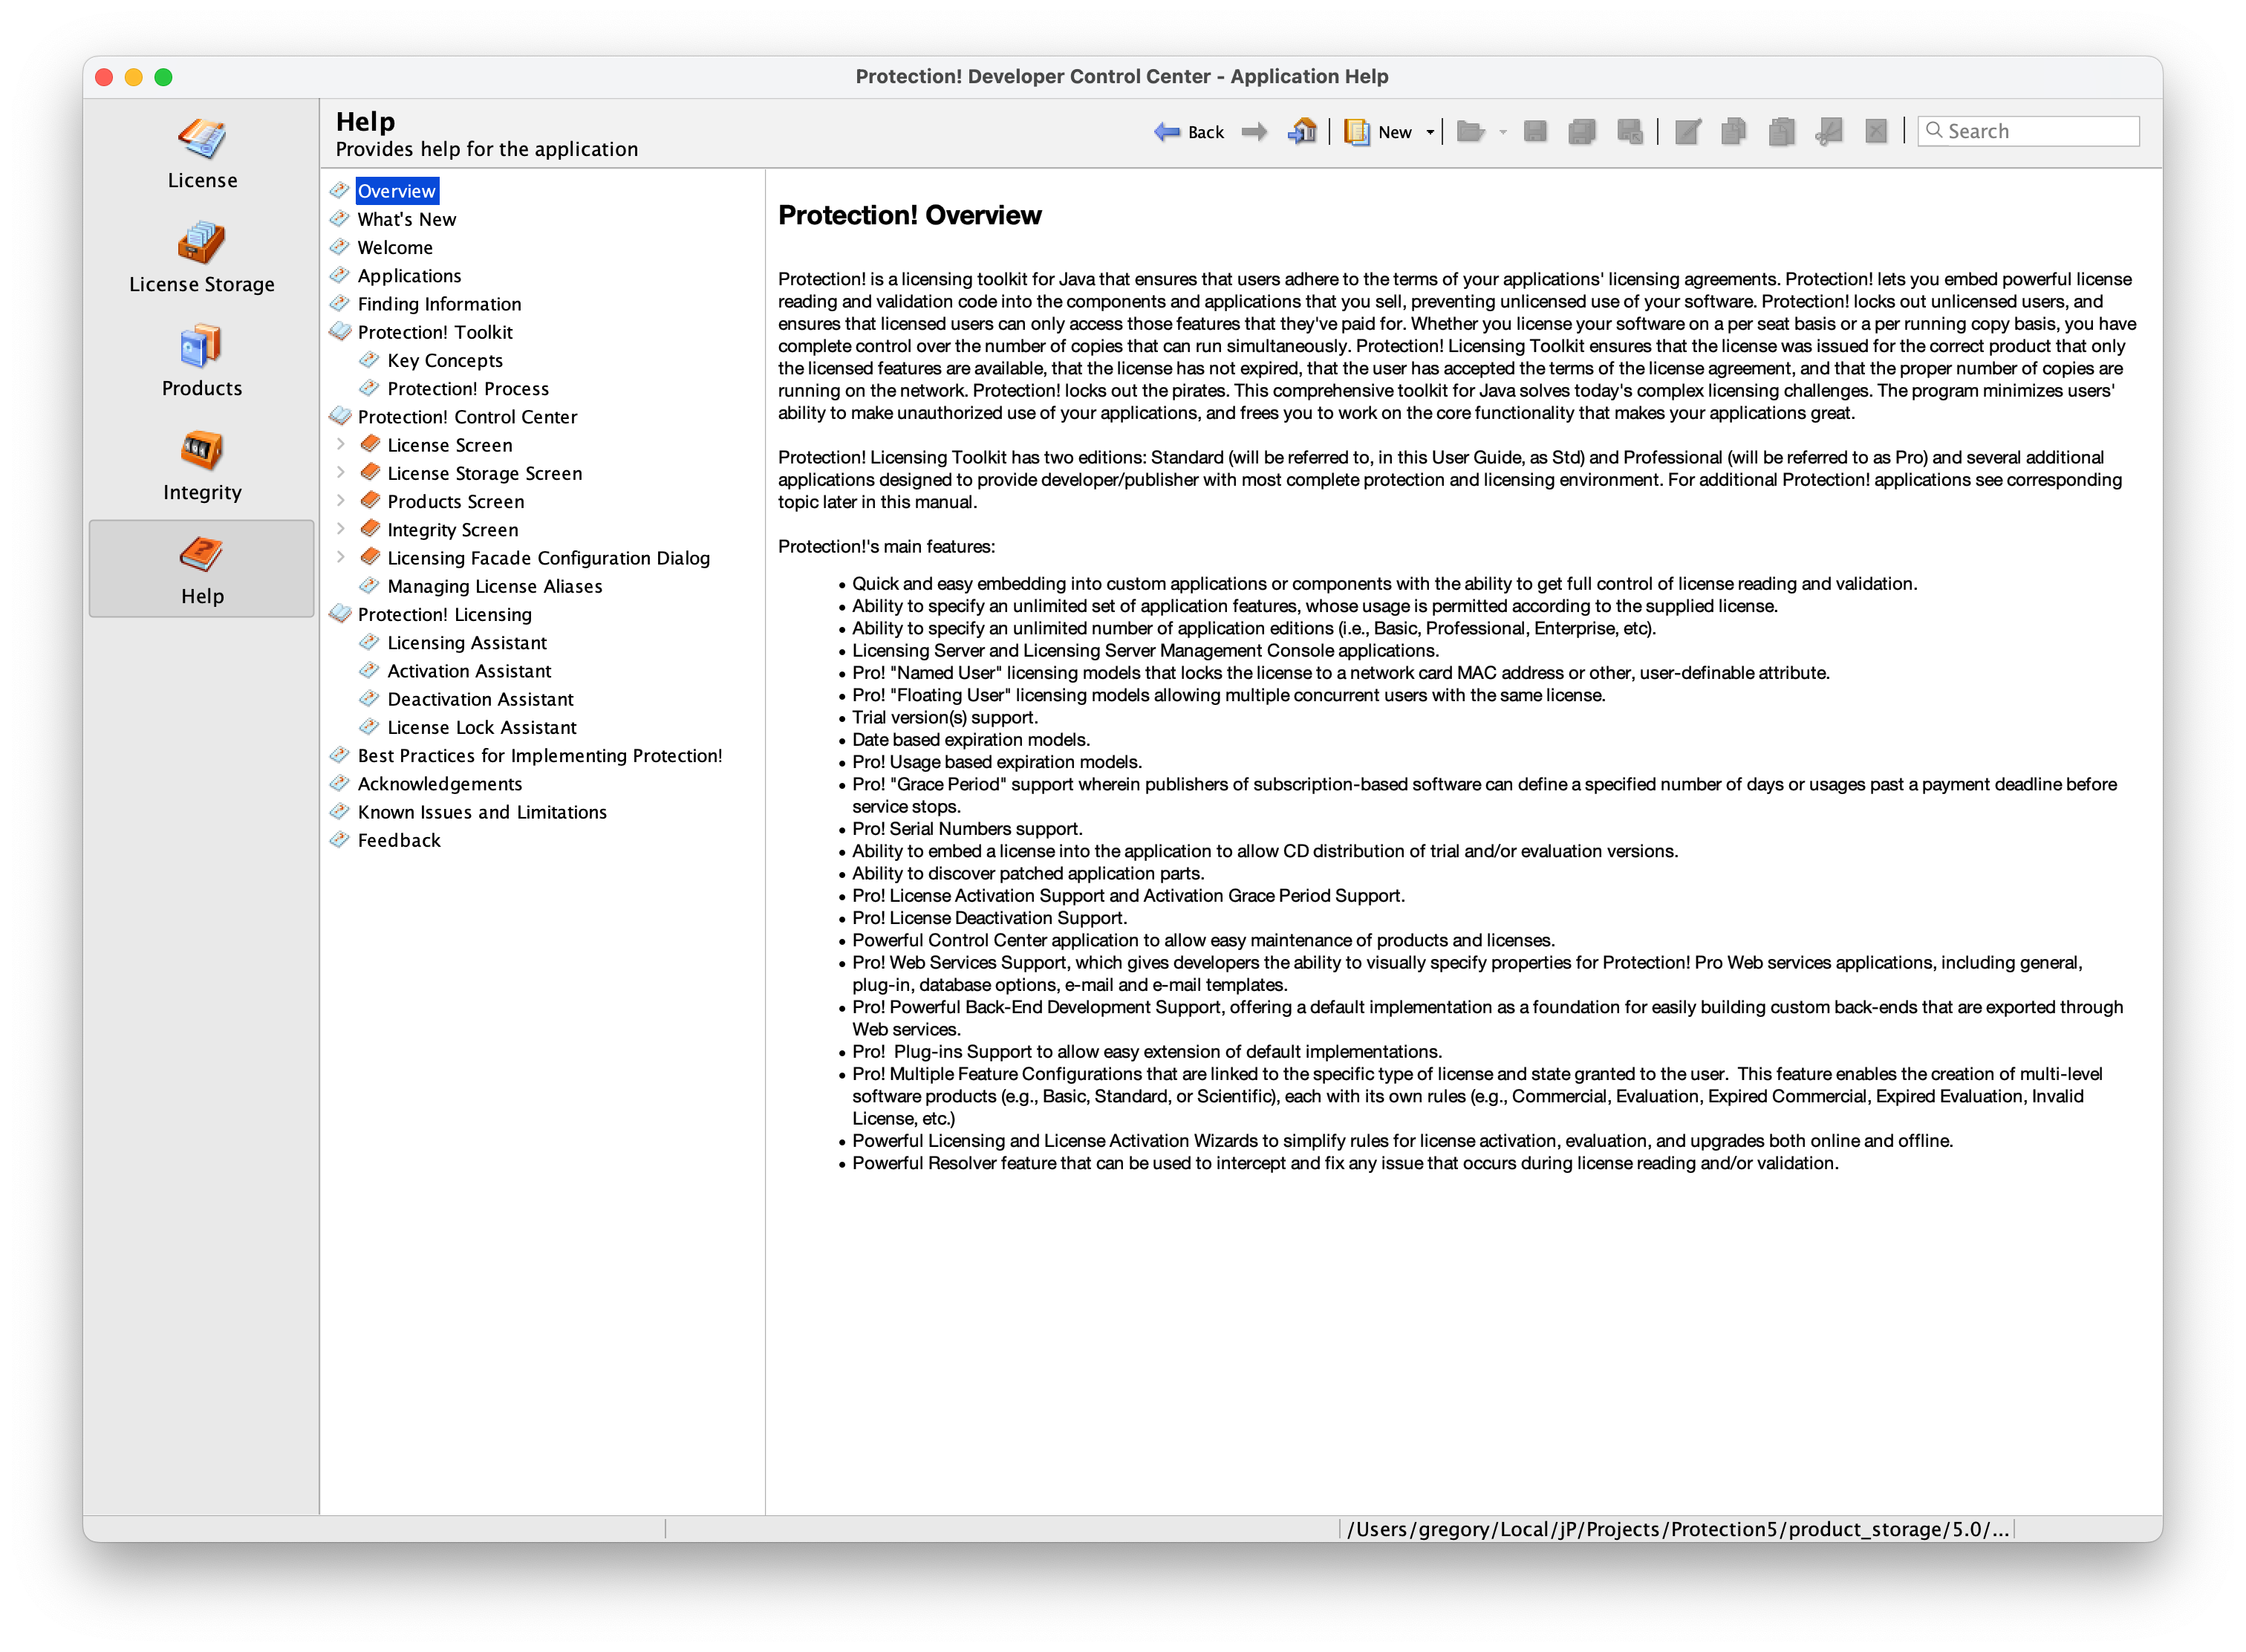 Protection! Developer Control Center - Application Help
License
License Storage
Products
Integrity
Help
Help
Provides help for the application
Back
New
Search
Overview
What's New
Welcome
Applications
Finding Information
Protection! Toolkit
Key Concepts
Protection! Process
Protection! Control Center
License Screen
License Storage Screen
Products Screen
Integrity Screen
Licensing Facade Configuration Dialog
Managing License Aliases
Protection! Licensing
Licensing Assistant
Activation Assistant
Deactivation Assistant
License Lock Assistant
Best Practices for Implementing Protection!
Acknowledgements
Known Issues and Limitations
Feedback
Protection! Overview
Protection! is a licensing toolkit for Java that ensures that users adhere to the terms of your applications' licensing agreements. Protection! lets you embed powerful license
reading and validation code into the components and applications that you sell, preventing unlicensed use of your software. Protection! locks out unlicensed users, and
ensures that licensed users can only access those features that they've paid for. Whether you license your software on a per seat basis or a per running copy basis, you have
complete control over the number of copies that can run simultaneously. Protection! Licensing Toolkit ensures that the license was issued for the correct product that only
the licensed features are available, that the license has not expired, that the user has accepted the terms of the license agreement, and that the proper number of copies are
running on the network. Protection! locks out the pirates. This comprehensive toolkit for Java solves today's complex licensing challenges. The program minimizes users'
ability to make unauthorized use of your applications, and frees you to work on the core functionality that makes your applications great.
Protection! Licensing Toolkit has two editions: Standard (will be referred to, in this User Guide, as Std) and Professional (will be referred to as Pro) and several additional
applications designed to provide developer/publisher with most complete protection and licensing environment. For additional Protection! applications see corresponding
topic later in this manual.
Protection!'s main features:
• Quick and easy embedding into custom applications or components with the ability to get full control of license reading and validation.
• Ability to specify an unlimited set of application features, whose usage is permitted according to the supplied license.
• Ability to specify an unlimited number of application editions (i.e., Basic, Professional, Enterprise, etc).
• Licensing Server and Licensing Server Management Console applications.
• Pro! "Named User" licensing models that locks the license to a network card MAC address or other, user-definable attribute.
• Pro! "Floating User" licensing models allowing multiple concurrent users with the same license.
• Trial version(s) support.
• Date based expiration models.
• Pro! Usage based expiration models.
• Pro! "Grace Period" support wherein publishers of subscription-based software can define a specified number of days or usages past a payment deadline before
service stops.
• Pro! Serial Numbers support.
• Ability to embed a license into the application to allow CD distribution of trial and/or evaluation versions.
• Ability to discover patched application parts.
• Pro! License Activation Support and Activation Grace Period Support.
• Pro! License Deactivation Support.
• Powerful Control Center application to allow easy maintenance of products and licenses.
• Pro! Web Services Support, which gives developers the ability to visually specify properties for Protection! Pro Web services applications, including general,
plug-in, database options, e-mail and e-mail templates.
• Pro! Powerful Back-End Development Support, offering a default implementation as a foundation for easily building custom back-ends that are exported through
Web services.
• Pro!  Plug-ins Support to allow easy extension of default implementations.
• Pro! Multiple Feature Configurations that are linked to the specific type of license and state granted to the user.  This feature enables the creation of multi-level
software products (e.g., Basic, Standard, or Scientific), each with its own rules (e.g., Commercial, Evaluation, Expired Commercial, Expired Evaluation, Invalid
License, etc.)
• Powerful Licensing and License Activation Wizards to simplify rules for license activation, evaluation, and upgrades both online and offline.
• Powerful Resolver feature that can be used to intercept and fix any issue that occurs during license reading and/or validation.
/Users/gregory/Local/jP/Projects/Protection5/product_storage/5.0/...